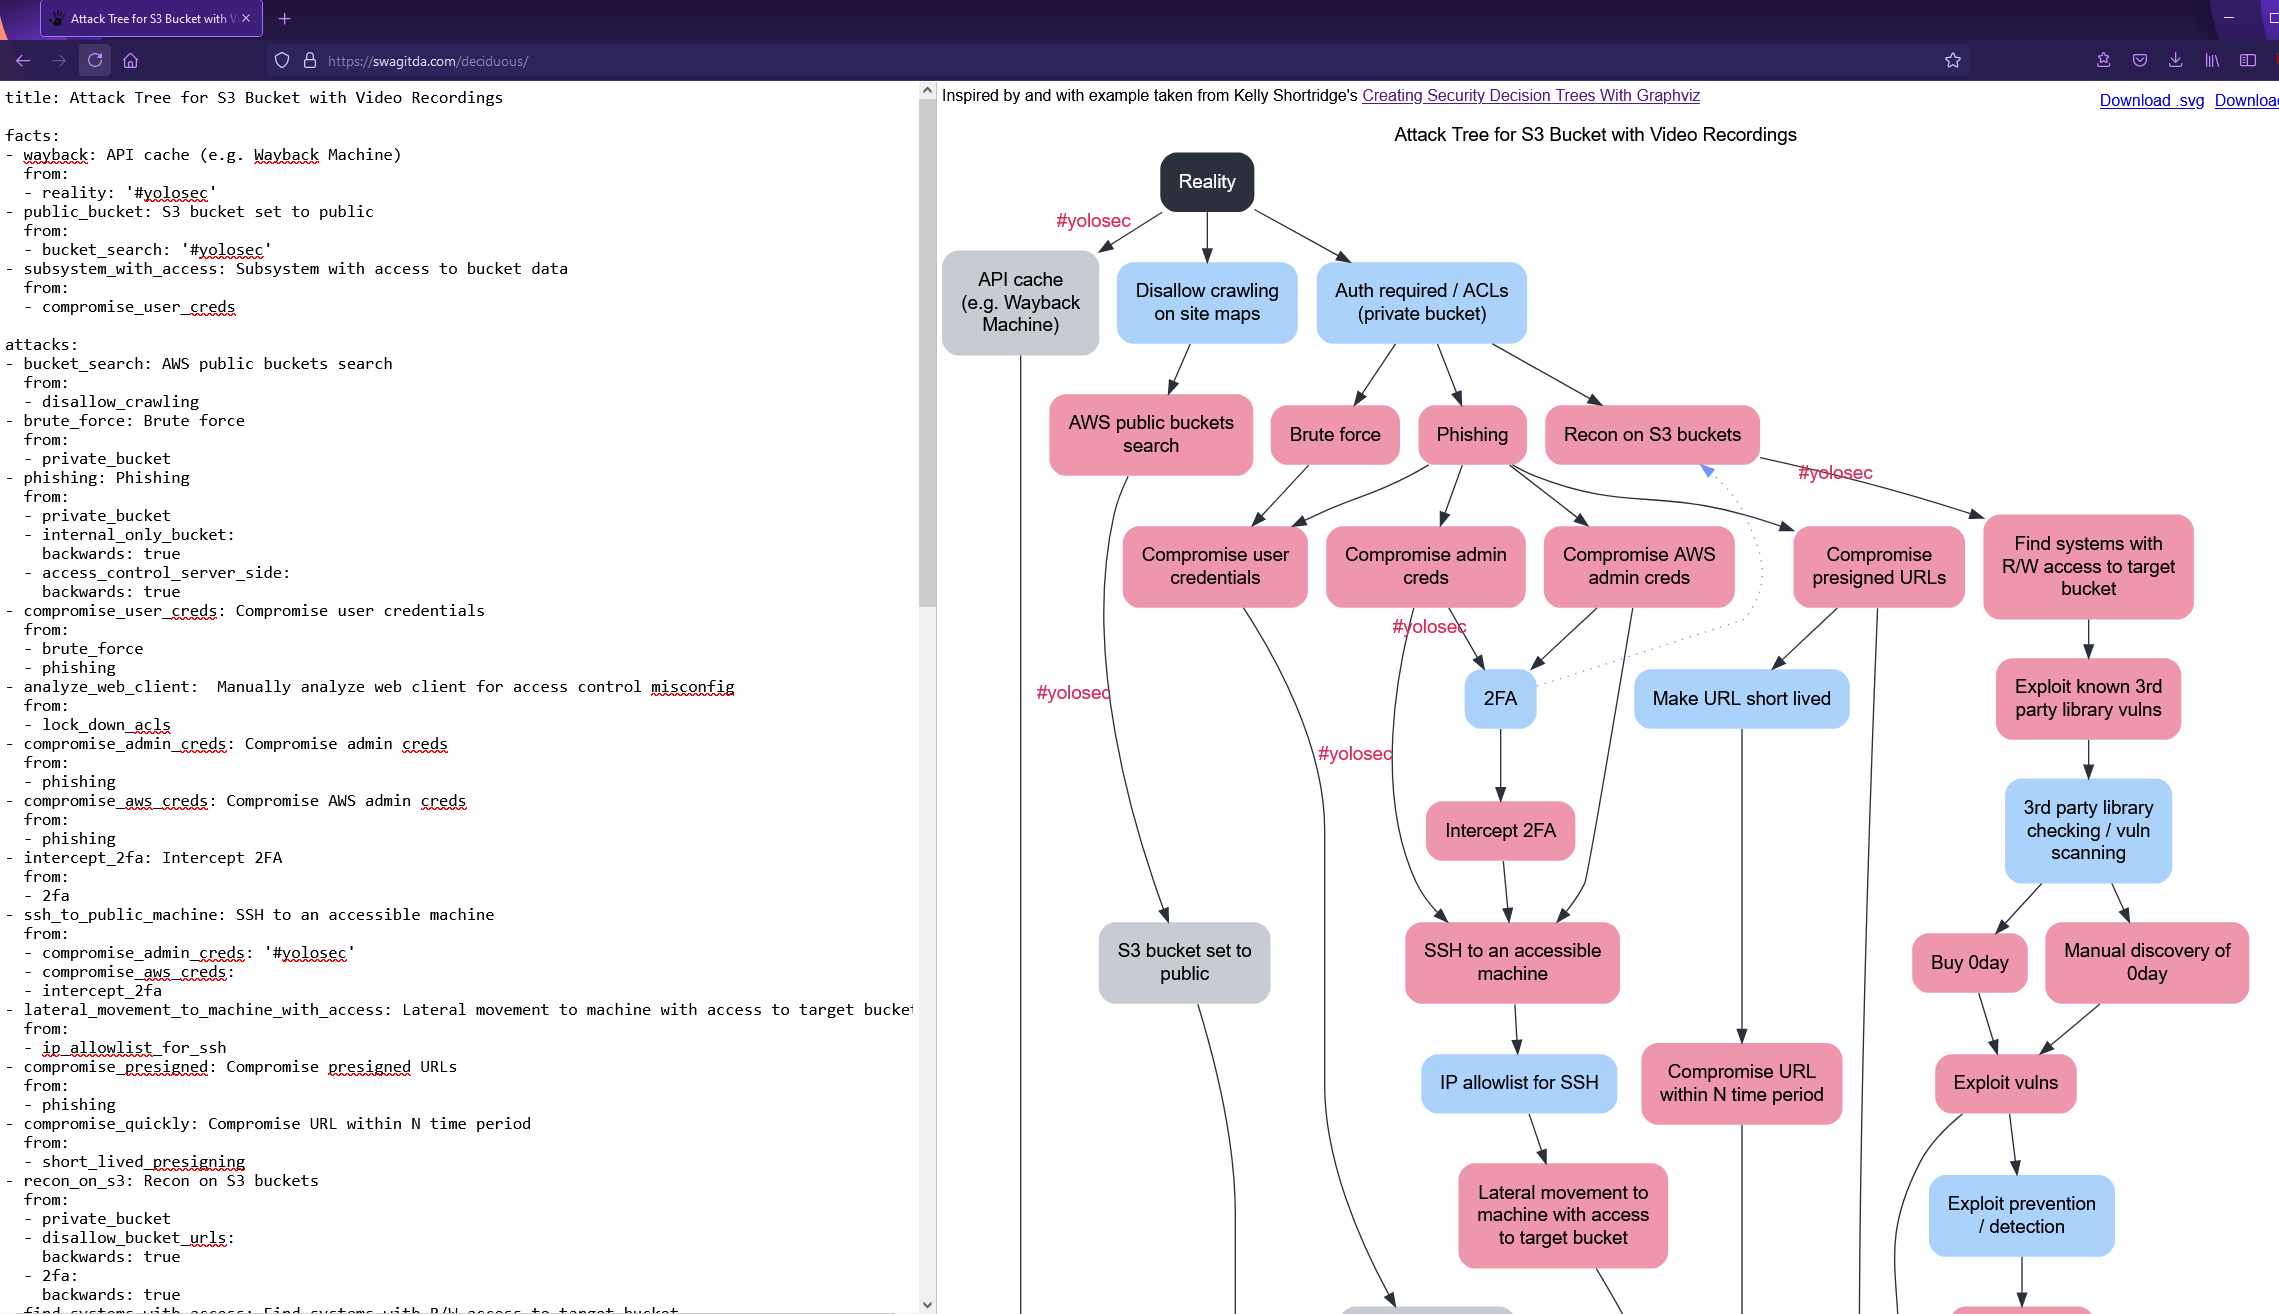 Attack Tree for S3 Bucket with V
https://swagitda.com/deciduous/
title: Attack Tree for S3 Bucket with Video Recordings
facts:
- wayback: API cache (e.g. Wayback Machine)
from:
- reality: '#yolosec'
- public_bucket: S3 bucket set to public
from:
- bucket_search: '#yolosec'
- subsystem_with_access: Subsystem with access to bucket data
from:
- compromise_user_creds
attacks:
- bucket_search: AWS public buckets search
from:
- disallow_crawling
- brute_force: Brute force
from:
- private_bucket
- phishing: Phishing
from:
- private_bucket
- internal_only_bucket:
backwards: true
- access_control_server_side:
backwards: true
- compromise_user_creds: Compromise user credentials
from:
- brute_force
- phishing
- analyze_web_client:  Manually analyze web client for access control misconfig
from:
- lock_down_acls
- compromise_admin_creds: Compromise admin creds
from:
- phishing
- compromise_aws_creds: Compromise AWS admin creds
from:
- phishing
- intercept_2fa: Intercept 2FA
from:
- 2fa
- ssh_to_public_machine: SSH to an accessible machine
from:
- compromise_admin_creds: '#yolosec'
- compromise_aws_creds:
- intercept_2fa
- lateral_movement_to_machine_with_access: Lateral movement to machine with access to target bucket
from:
- ip_allowlist_for_ssh
- compromise_presigned: Compromise presigned URLs
from:
- phishing
- compromise_quickly: Compromise URL within N time period
from:
- short_lived_presigning
- recon_on_s3: Recon on S3 buckets
from:
- private_bucket
- disallow_bucket_urls:
backwards: true
- 2fa:
backwards: true
- find_systems_with_access: Find systems with R/W access to target bucket
Inspired by and with example taken from Kelly Shortridge's Creating Security Decision Trees With Graphviz
Download .svg
Downloa
Attack Tree for S3 Bucket with Video Recordings
Reality
#yolosec
API cache
(e.g. Wayback
Machine)
Disallow crawling
on site maps
Auth required / ACLs
(private bucket)
AWS public buckets
search
Brute force
Phishing
Recon on S3 buckets
#yolosec
Compromise user
credentials
Compromise admin
creds
Compromise AWS
admin creds
Compromise
presigned URLs
Find systems with
R/W access to target
bucket
#yolosec
#yolosec
2FA
Make URL short lived
Exploit known 3rd
party library vulns
#yolosec
Intercept 2FA
3rd party library
checking / vuln
scanning
S3 bucket set to
public
SSH to an accessible
machine
Buy 0day
Manual discovery of
0day
IP allowlist for SSH
Compromise URL
within N time period
Exploit vulns
Lateral movement to
machine with access
to target bucket
Exploit prevention
/ detection